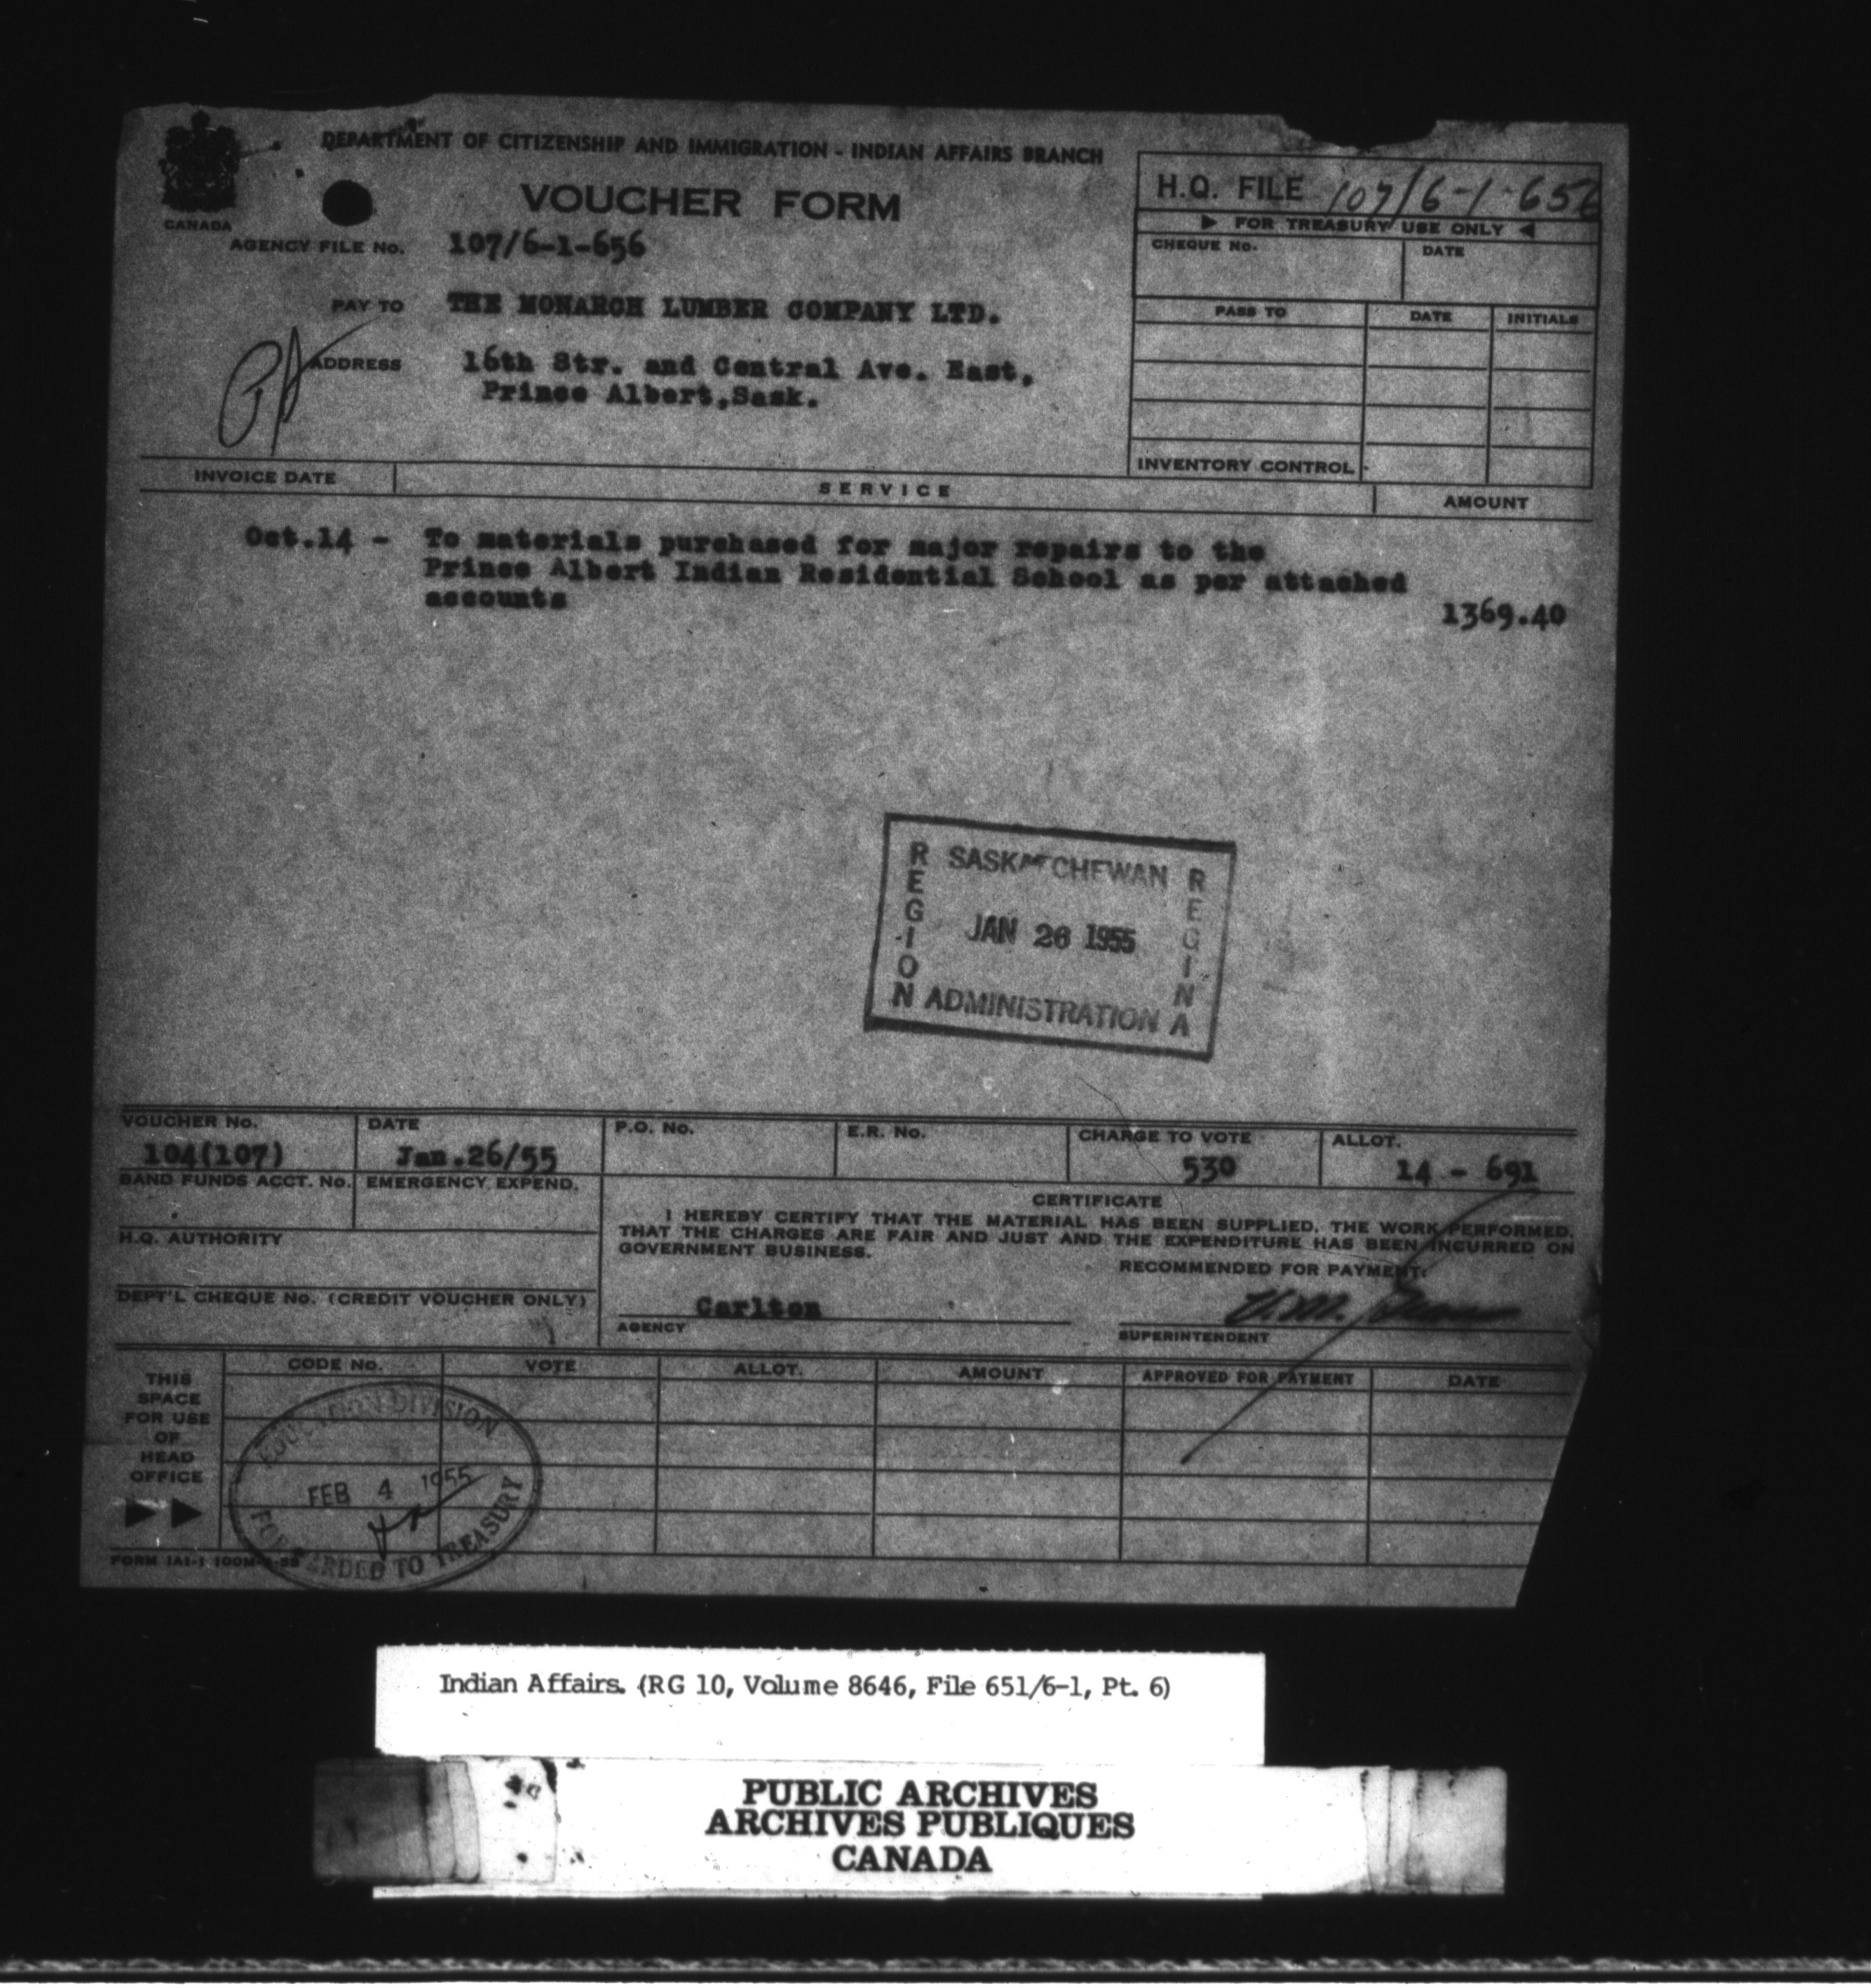 CANADA
DEPARTMENT OF CITIZENSHIP AND IMMIGRATION - INDIAN AFFAIRS BRANCH
VOUCHER FORM
H.Q. FILE 107/6-1-656
FOR TREASURY USE ONLY
CHEQUE No. DATE
AGENCY FILE No. 107/6-1-656
PAY TO THE MONARCH LUMBER COMPANY LTD.
PASS TO DATE INITIALS
ADDRESS 16th Str. and Central Ave. East,
Prince Albert,Sask.
INVENTORY CONTROL
INVOICE DATE SERVICE AMOUNT
Oct.14 - To materials purchased for major repairs to the
Prince Albert Indian Residential School as per attached
accounts 1369.40
SASKATCHEWAN
REGION
REGINA
JAN 26 1955
ADMINISTRATION
VOUCHER No. DATE P.O. No. E.R. No. CHARGE TO VOTE ALLOT.
104(107) Jan.26/55 530 14 - 691
BAND FUNDS ACCT. No. EMERGENCY EXPEND.
CERTIFICATE
I HEREBY CERTIFY THAT THE MATERIAL HAS BEEN SUPPLIED, THE WORK PERFORMED,
THAT THE CHARGES ARE FAIR AND JUST AND THE EXPENDITURE HAS BEEN INCURRED ON
GOVERNMENT BUSINESS.
H.Q. AUTHORITY
RECOMMENDED FOR PAYMENT:
DEPT'L CHEQUE No. (CREDIT VOUCHER ONLY)
Carlton
AGENCY
SUPERINTENDENT
THIS
SPACE
FOR USE
OF
HEAD
OFFICE
CODE No. VOTE ALLOT. AMOUNT APPROVED FOR PAYMENT DATE
EDUCATION DIVISION
FEB 4 1955
FORWARDED TO TREASURY
FORM IA1-1
Indian Affairs. (RG 10, Volume 8646, File 651/6-1, Pt. 6)
PUBLIC ARCHIVES
ARCHIVES PUBLIQUES
CANADA